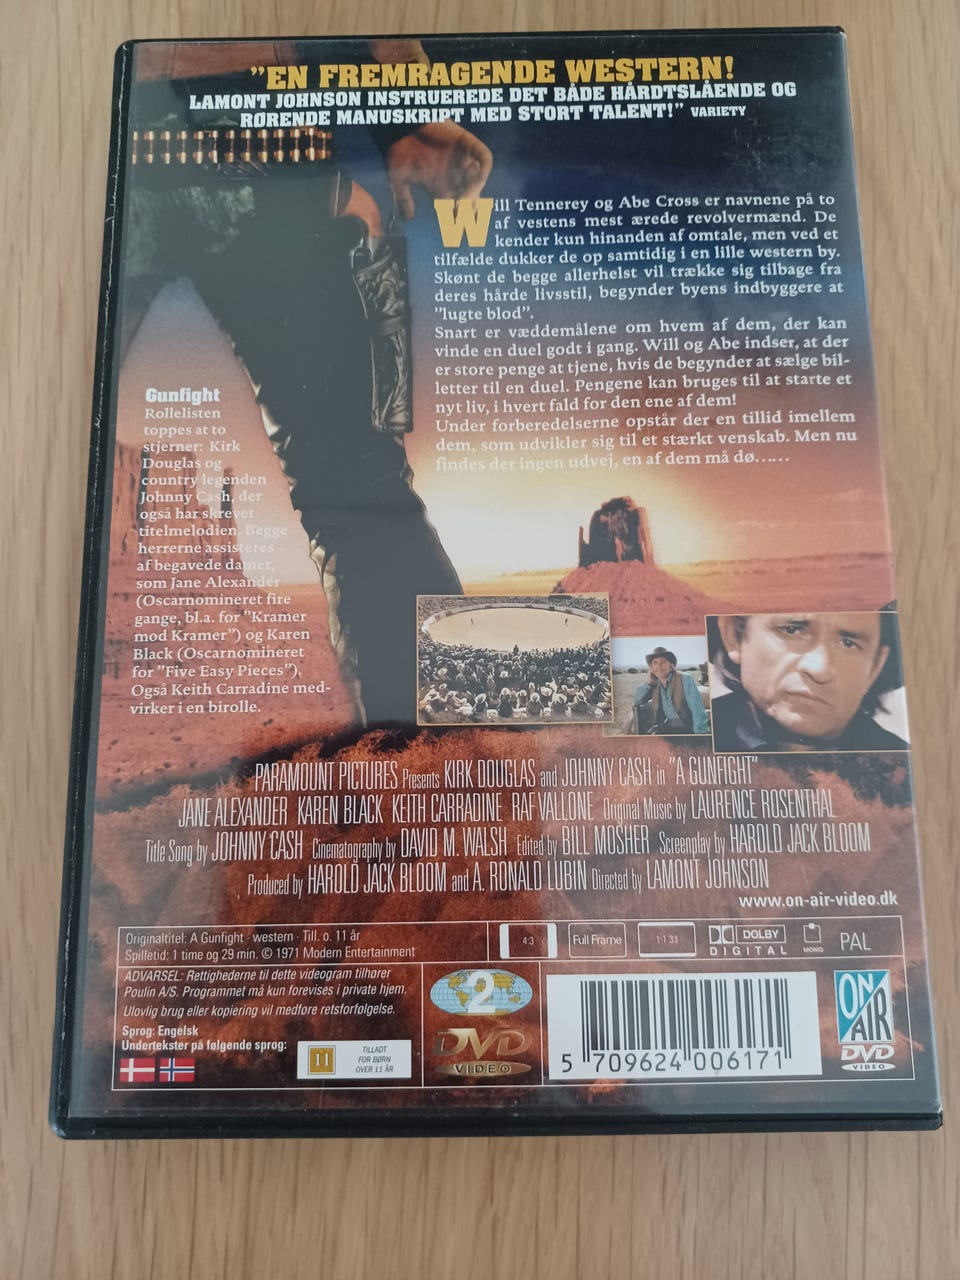 "EN FREMRAGENDE WESTERN!
LAMONT JOHNSON INSTRUEREDE DET BÅDE HÅRDTSLÅENDE OG
RØRENDE MANUSKRIPT MED STORT TALENT!" VARIETY
Will Tennerey og Abe Cross er navnene på to
af vestens mest ærede revolvermænd. De
kender kun hinanden af omtale, men ved et
tilfælde dukker de op samtidig i en lille western by.
Skønt de begge allerhelst vil trække sig tilbage fra
deres hårde livsstil, begynder byens indbyggere at
"lugte blod".
Snart er væddemålene om hvem af dem, der kan
vinde en duel godt i gang. Will og Abe indser, at der
er store penge at tjene, hvis de begynder at sælge bil-
letter til en duel. Pengene kan bruges til at starte et
nyt liv, i hvert fald for den ene af dem!
Under forberedelserne opstår der en tillid imellem
dem, som udvikler sig til et stærkt venskab. Men nu
findes der ingen udvej, en af dem må dø......
Gunfight
Rollelisten
toppes at to
stjerner: Kirk
Douglas og
country legenden
Johnny Cash, der
også har skrevet
titelmelodien. Begge
herrerne assisteres
af begavede damer,
som Jane Alexander
(Oscarnomineret fire
gange, bl.a. for "Kramer
mod Kramer") og Karen
Black (Oscarnomineret
for "Five Easy Pieces").
Også Keith Carradine med-
virker i en birolle.
PARAMOUNT PICTURES Presents KIRK DOUGLAS and JOHNNY CASH in "A GUNFIGHT"
JANE ALEXANDER KAREN BLACK KEITH CARRADINE RAF VALLONE Original Music by LAURENCE ROSENTHAL
Title Song by JOHNNY CASH Cinematography by DAVID M. WALSH Edited by BILL MOSHER Screenplay by HAROLD JACK BLOOM
Produced by HAROLD JACK BLOOM and A. RONALD LUBIN Directed by LAMONT JOHNSON
www.on-air-video.dk
Originaltitel: A Gunfight · western · Till. o. 11 år
Spilletid: 1 time og 29 min. © 1971 Modern Entertainment
4:3
Full Frame
1:1.33
DOLBY
DIGITAL
MONO
PAL
ADVARSEL: Rettighederne til dette videogram tilhører
Poulin A/S. Programmet må kun forevises i private hjem.
Ulovlig brug eller kopiering vil medføre retsforfølgelse.
Sprog: Engelsk
Undertekster på følgende sprog:
11
TILLADT
FOR BØRN
OVER 11 ÅR
2
DVD
VIDEO
5 709624 006171
ON
AIR
DVD
VIDEO